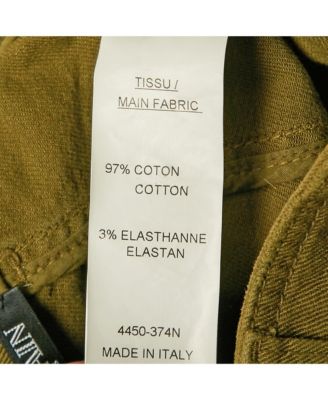 TISSU /
MAIN FABRIC
97% COTON
COTTON
3% ELASTHANNE
ELASTAN
4450-374N
MADE IN ITALY